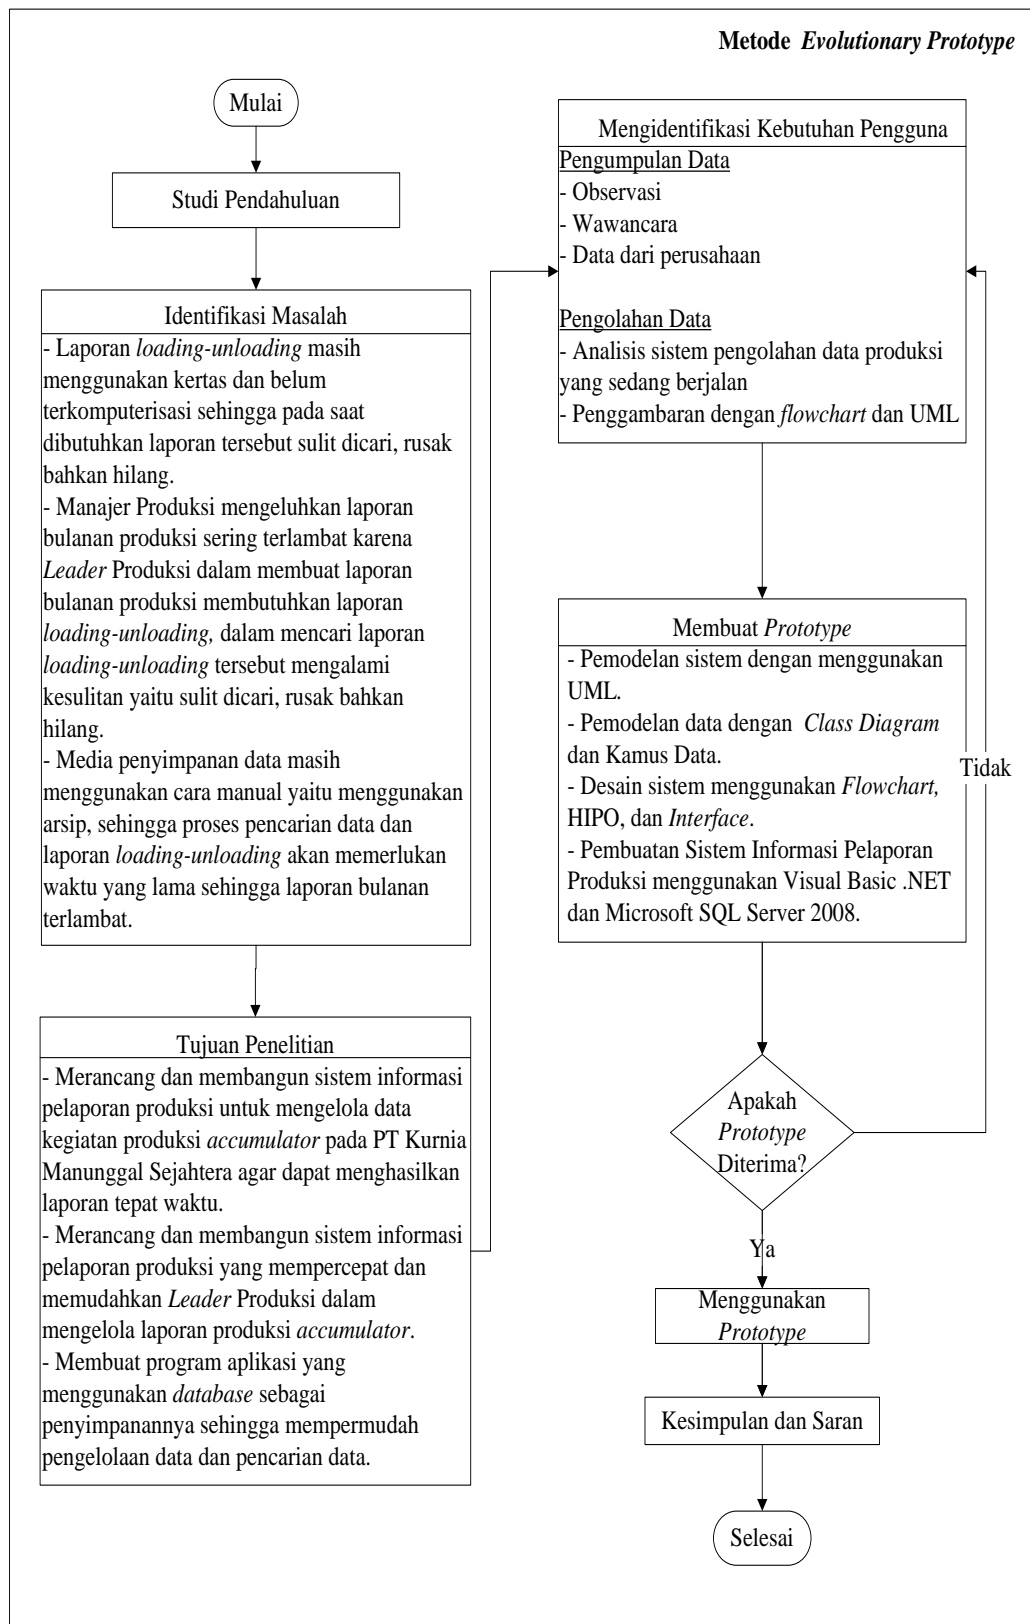 Metode Evolutionary Prototype
Mulai
Studi Pendahuluan
Identifikasi Masalah
- Laporan loading-unloading masih
menggunakan kertas dan belum
terkomputerisasi sehingga pada saat
dibutuhkan laporan tersebut sulit dicari, rusak
bahkan hilang.
- Manajer Produksi mengeluhkan laporan
bulanan produksi sering terlambat karena
Leader Produksi dalam membuat laporan
bulanan produksi membutuhkan laporan
loading-unloading, dalam mencari laporan
loading-unloading tersebut mengalami
kesulitan yaitu sulit dicari, rusak bahkan
hilang.
- Media penyimpanan data masih
menggunakan cara manual yaitu menggunakan
arsip, sehingga proses pencarian data dan
laporan loading-unloading akan memerlukan
waktu yang lama sehingga laporan bulanan
terlambat.
Tujuan Penelitian
- Merancang dan membangun sistem informasi
pelaporan produksi untuk mengelola data
kegiatan produksi accumulator pada PT Kurnia
Manunggal Sejahtera agar dapat menghasilkan
laporan tepat waktu.
- Merancang dan membangun sistem informasi
pelaporan produksi yang mempercepat dan
memudahkan Leader Produksi dalam
mengelola laporan produksi accumulator.
- Membuat program aplikasi yang
menggunakan database sebagai
penyimpanannya sehingga mempermudah
pengelolaan data dan pencarian data.
Mengidentifikasi Kebutuhan Pengguna
Pengumpulan Data
- Observasi
- Wawancara
- Data dari perusahaan
Pengolahan Data
- Analisis sistem pengolahan data produksi
yang sedang berjalan
- Penggambaran dengan flowchart dan UML
Membuat Prototype
- Pemodelan sistem dengan menggunakan
UML.
- Pemodelan data dengan Class Diagram
dan Kamus Data.
- Desain sistem menggunakan Flowchart,
HIPO, dan Interface.
- Pembuatan Sistem Informasi Pelaporan
Produksi menggunakan Visual Basic .NET
dan Microsoft SQL Server 2008.
Tidak
Apakah
Prototype
Diterima?
Ya
Menggunakan
Prototype
Kesimpulan dan Saran
Selesai